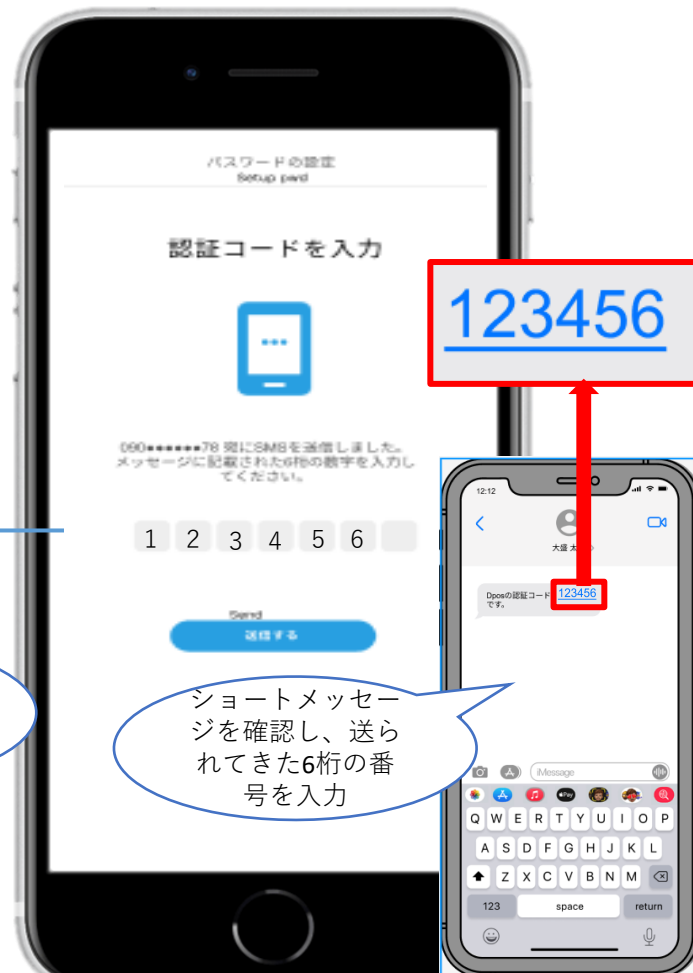 パスワードの設定
Setup pwd
認証コードを入力
123456
090●●●●●●78 宛にSMSを送信しました。
メッセージに記載された6桁の数字を入力し
てください。
1 2 3 4 5 6
Send
送信する
ショートメッセー
ジを確認し、送ら
れてきた6桁の番
号を入力
12:12
大盛 太
Dposの認証コード 123456
です。
iMessage
Pay
Q W E R T Y U I O P
A S D F G H J K L
Z X C V B N M
123 space return